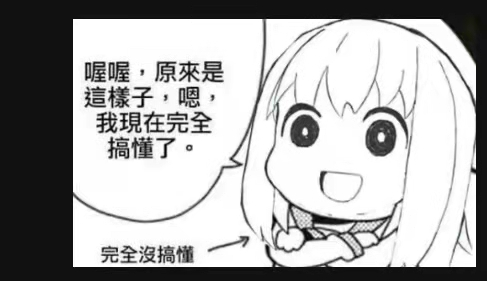 喔喔，原來是
這樣子，嗯，
我現在完全
搞懂了。
完全沒搞懂